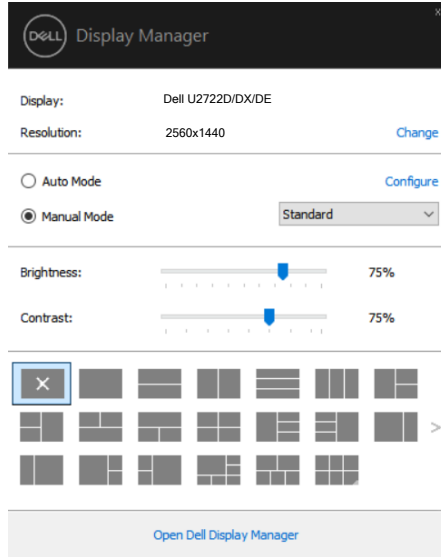 x
DELL Display Manager
Display: Dell U2722D/DX/DE
Resolution: 2560x1440 Change
Auto Mode Configure
Manual Mode Standard
Brightness: 75%
Contrast: 75%
Open Dell Display Manager